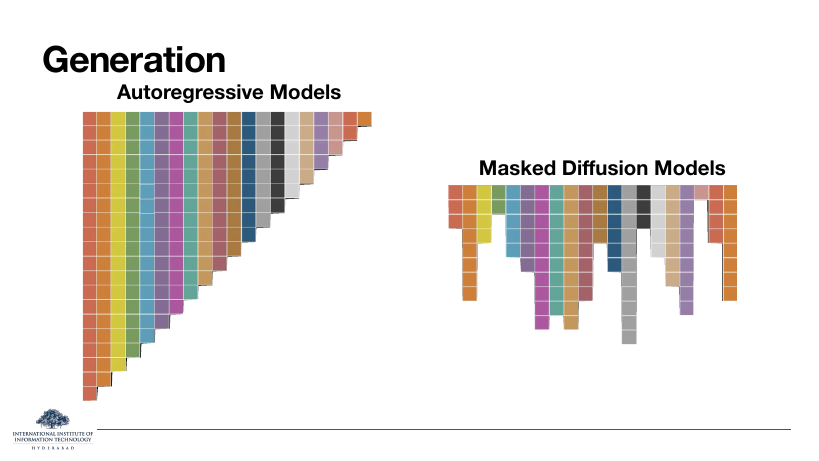 Generation
Autoregressive Models
Masked Diffusion Models
INTERNATIONAL INSTITUTE OF
INFORMATION TECHNOLOGY
HYDERABAD